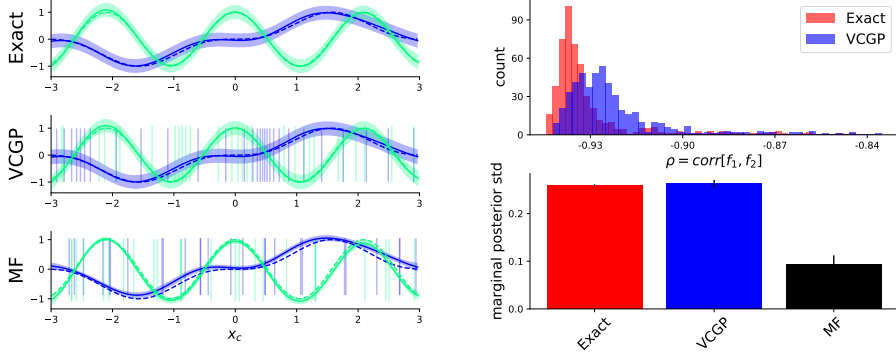 Exact
1
0
−1
−3 −2 −1 0 1 2 3
VCGP
1
0
−1
−3 −2 −1 0 1 2 3
MF
1
0
−1
−3 −2 −1 0 1 2 3
x_c
count
90
60
30
0
Exact
VCGP
-0.93 -0.90 -0.87 -0.84
ρ = corr[f_1, f_2]
marginal posterior std
0.2
0.1
0.0
Exact VCGP MF